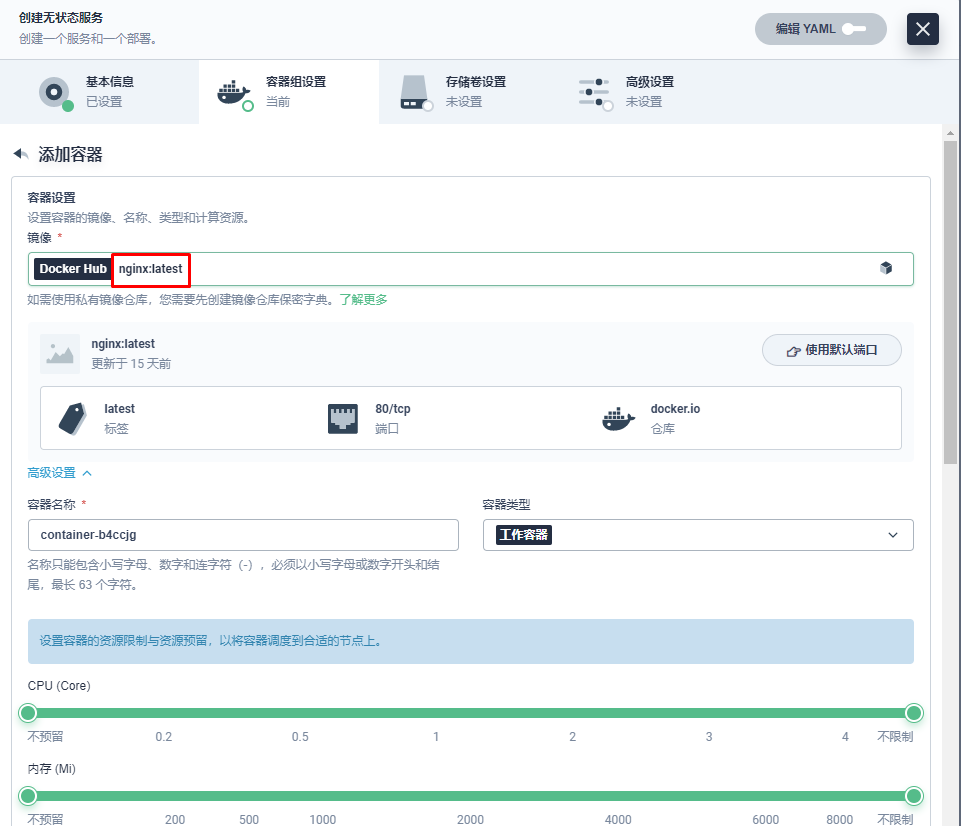 创建无状态服务
创建一个服务和一个部署。
编辑 YAML
基本信息
已设置
容器组设置
当前
存储卷设置
未设置
高级设置
未设置
添加容器
容器设置
设置容器的镜像、名称、类型和计算资源。
镜像 *
Docker Hub nginx:latest
如需使用私有镜像仓库，您需要先创建镜像仓库保密字典。了解更多
nginx:latest
更新于 15 天前
使用默认端口
latest
标签
80/tcp
端口
docker.io
仓库
高级设置
容器名称 *
容器类型
container-b4ccjg
工作容器
名称只能包含小写字母、数字和连字符（-），必须以小写字母或数字开头和结
尾，最长 63 个字符。
设置容器的资源限制与资源预留，以将容器调度到合适的节点上。
CPU (Core)
不预留 0.2 0.5 1 2 3 4 不限制
内存 (Mi)
不预留 200 500 1000 2000 4000 6000 8000 不限制